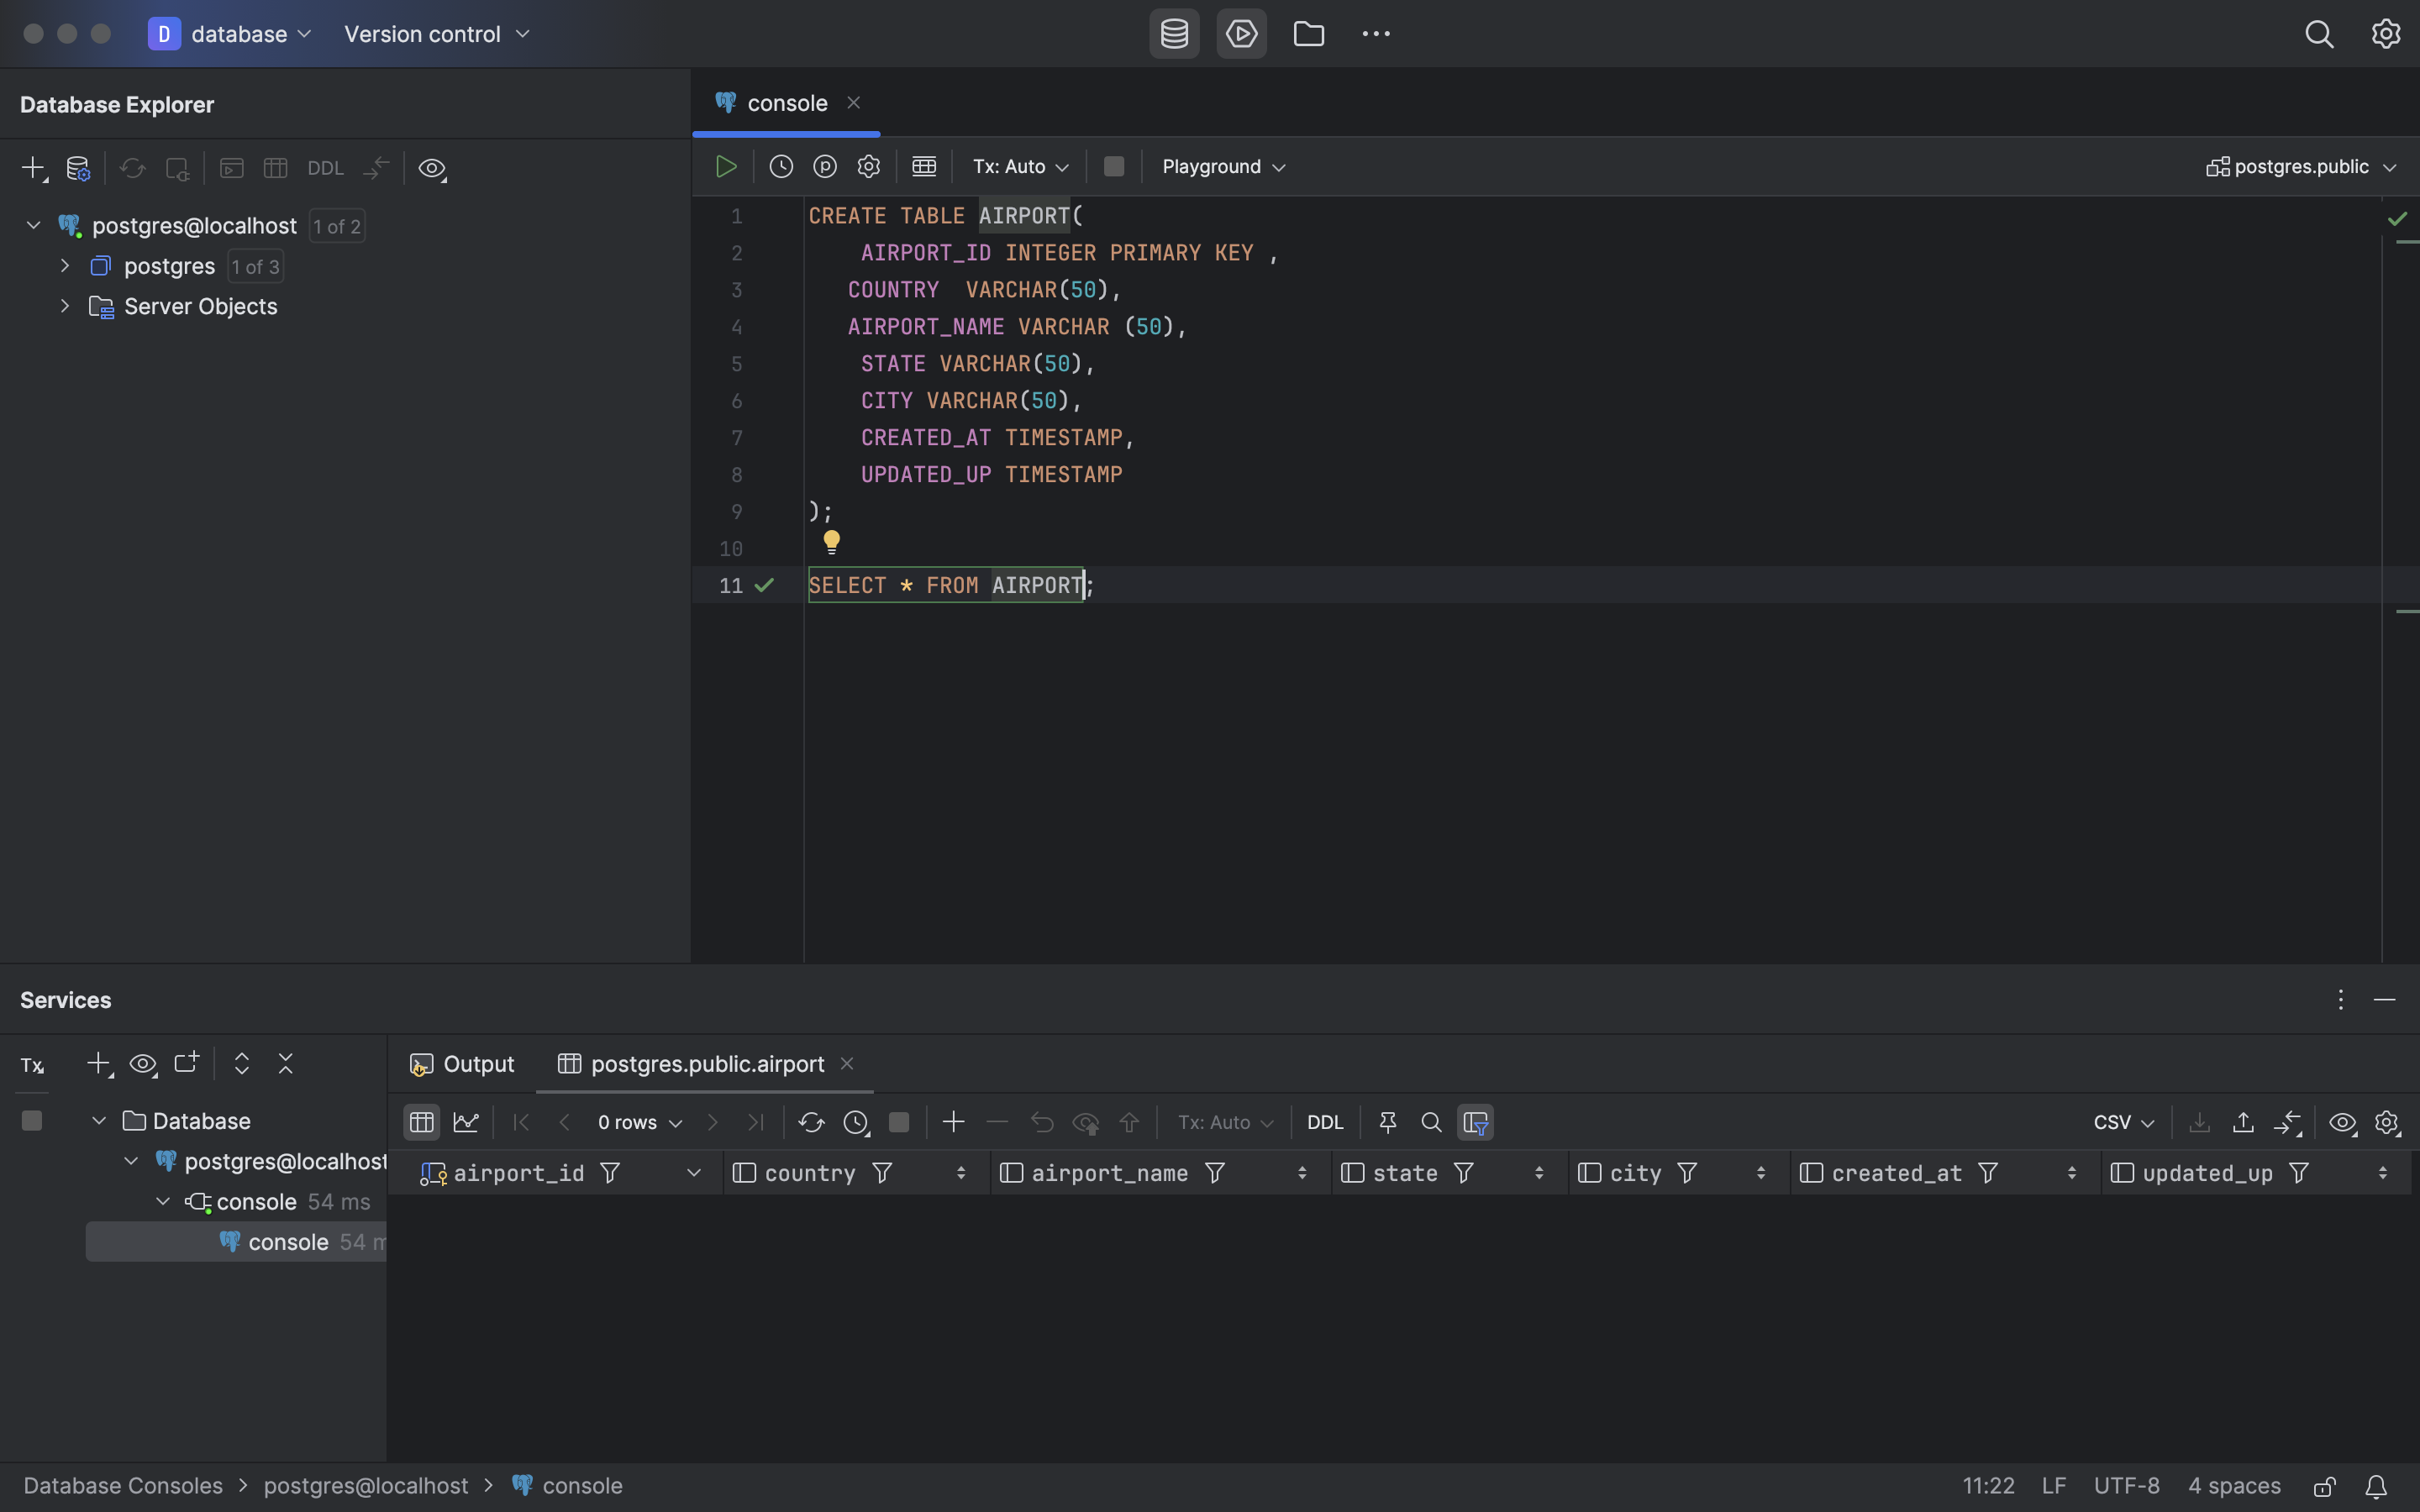 D database Version control
Database Explorer
console
DDL
Tx: Auto Playground postgres.public
postgres@localhost 1 of 2
postgres 1 of 3
Server Objects
1 CREATE TABLE AIRPORT(
2 AIRPORT_ID INTEGER PRIMARY KEY ,
3 COUNTRY  VARCHAR(50),
4 AIRPORT_NAME VARCHAR (50),
5 STATE VARCHAR(50),
6 CITY VARCHAR(50),
7 CREATED_AT TIMESTAMP,
8 UPDATED_UP TIMESTAMP
9 );
10
11 SELECT * FROM AIRPORT;
Services
Tx
Output postgres.public.airport
Database
postgres@localhost
console 54 ms
console 54 m
0 rows Tx: Auto DDL CSV
airport_id country airport_name state city created_at updated_up
Database Consoles > postgres@localhost > console 11:22 LF UTF-8 4 spaces